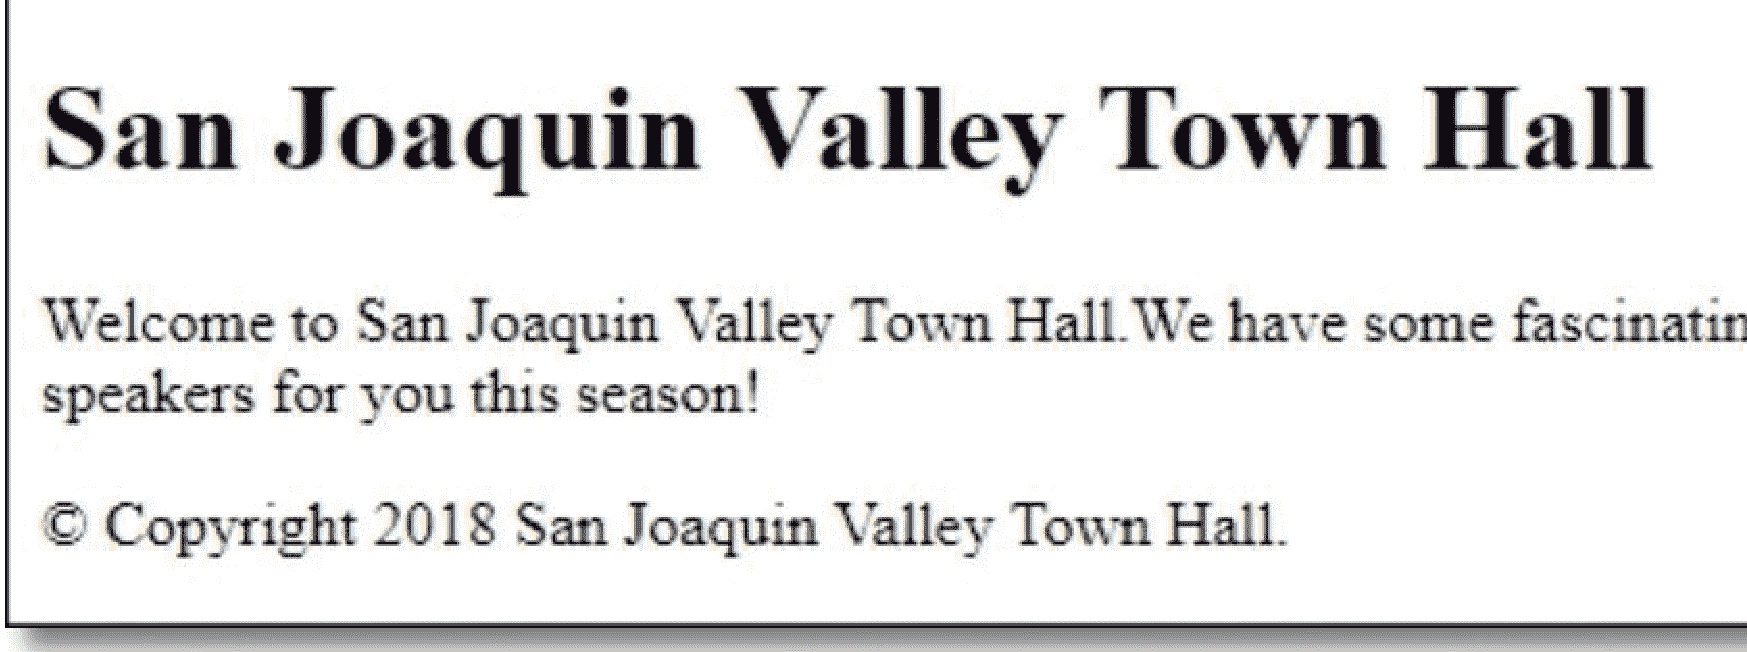 San Joaquin Valley Town Hall
Welcome to San Joaquin Valley Town Hall.We have some fascinatin
speakers for you this season!
© Copyright 2018 San Joaquin Valley Town Hall.